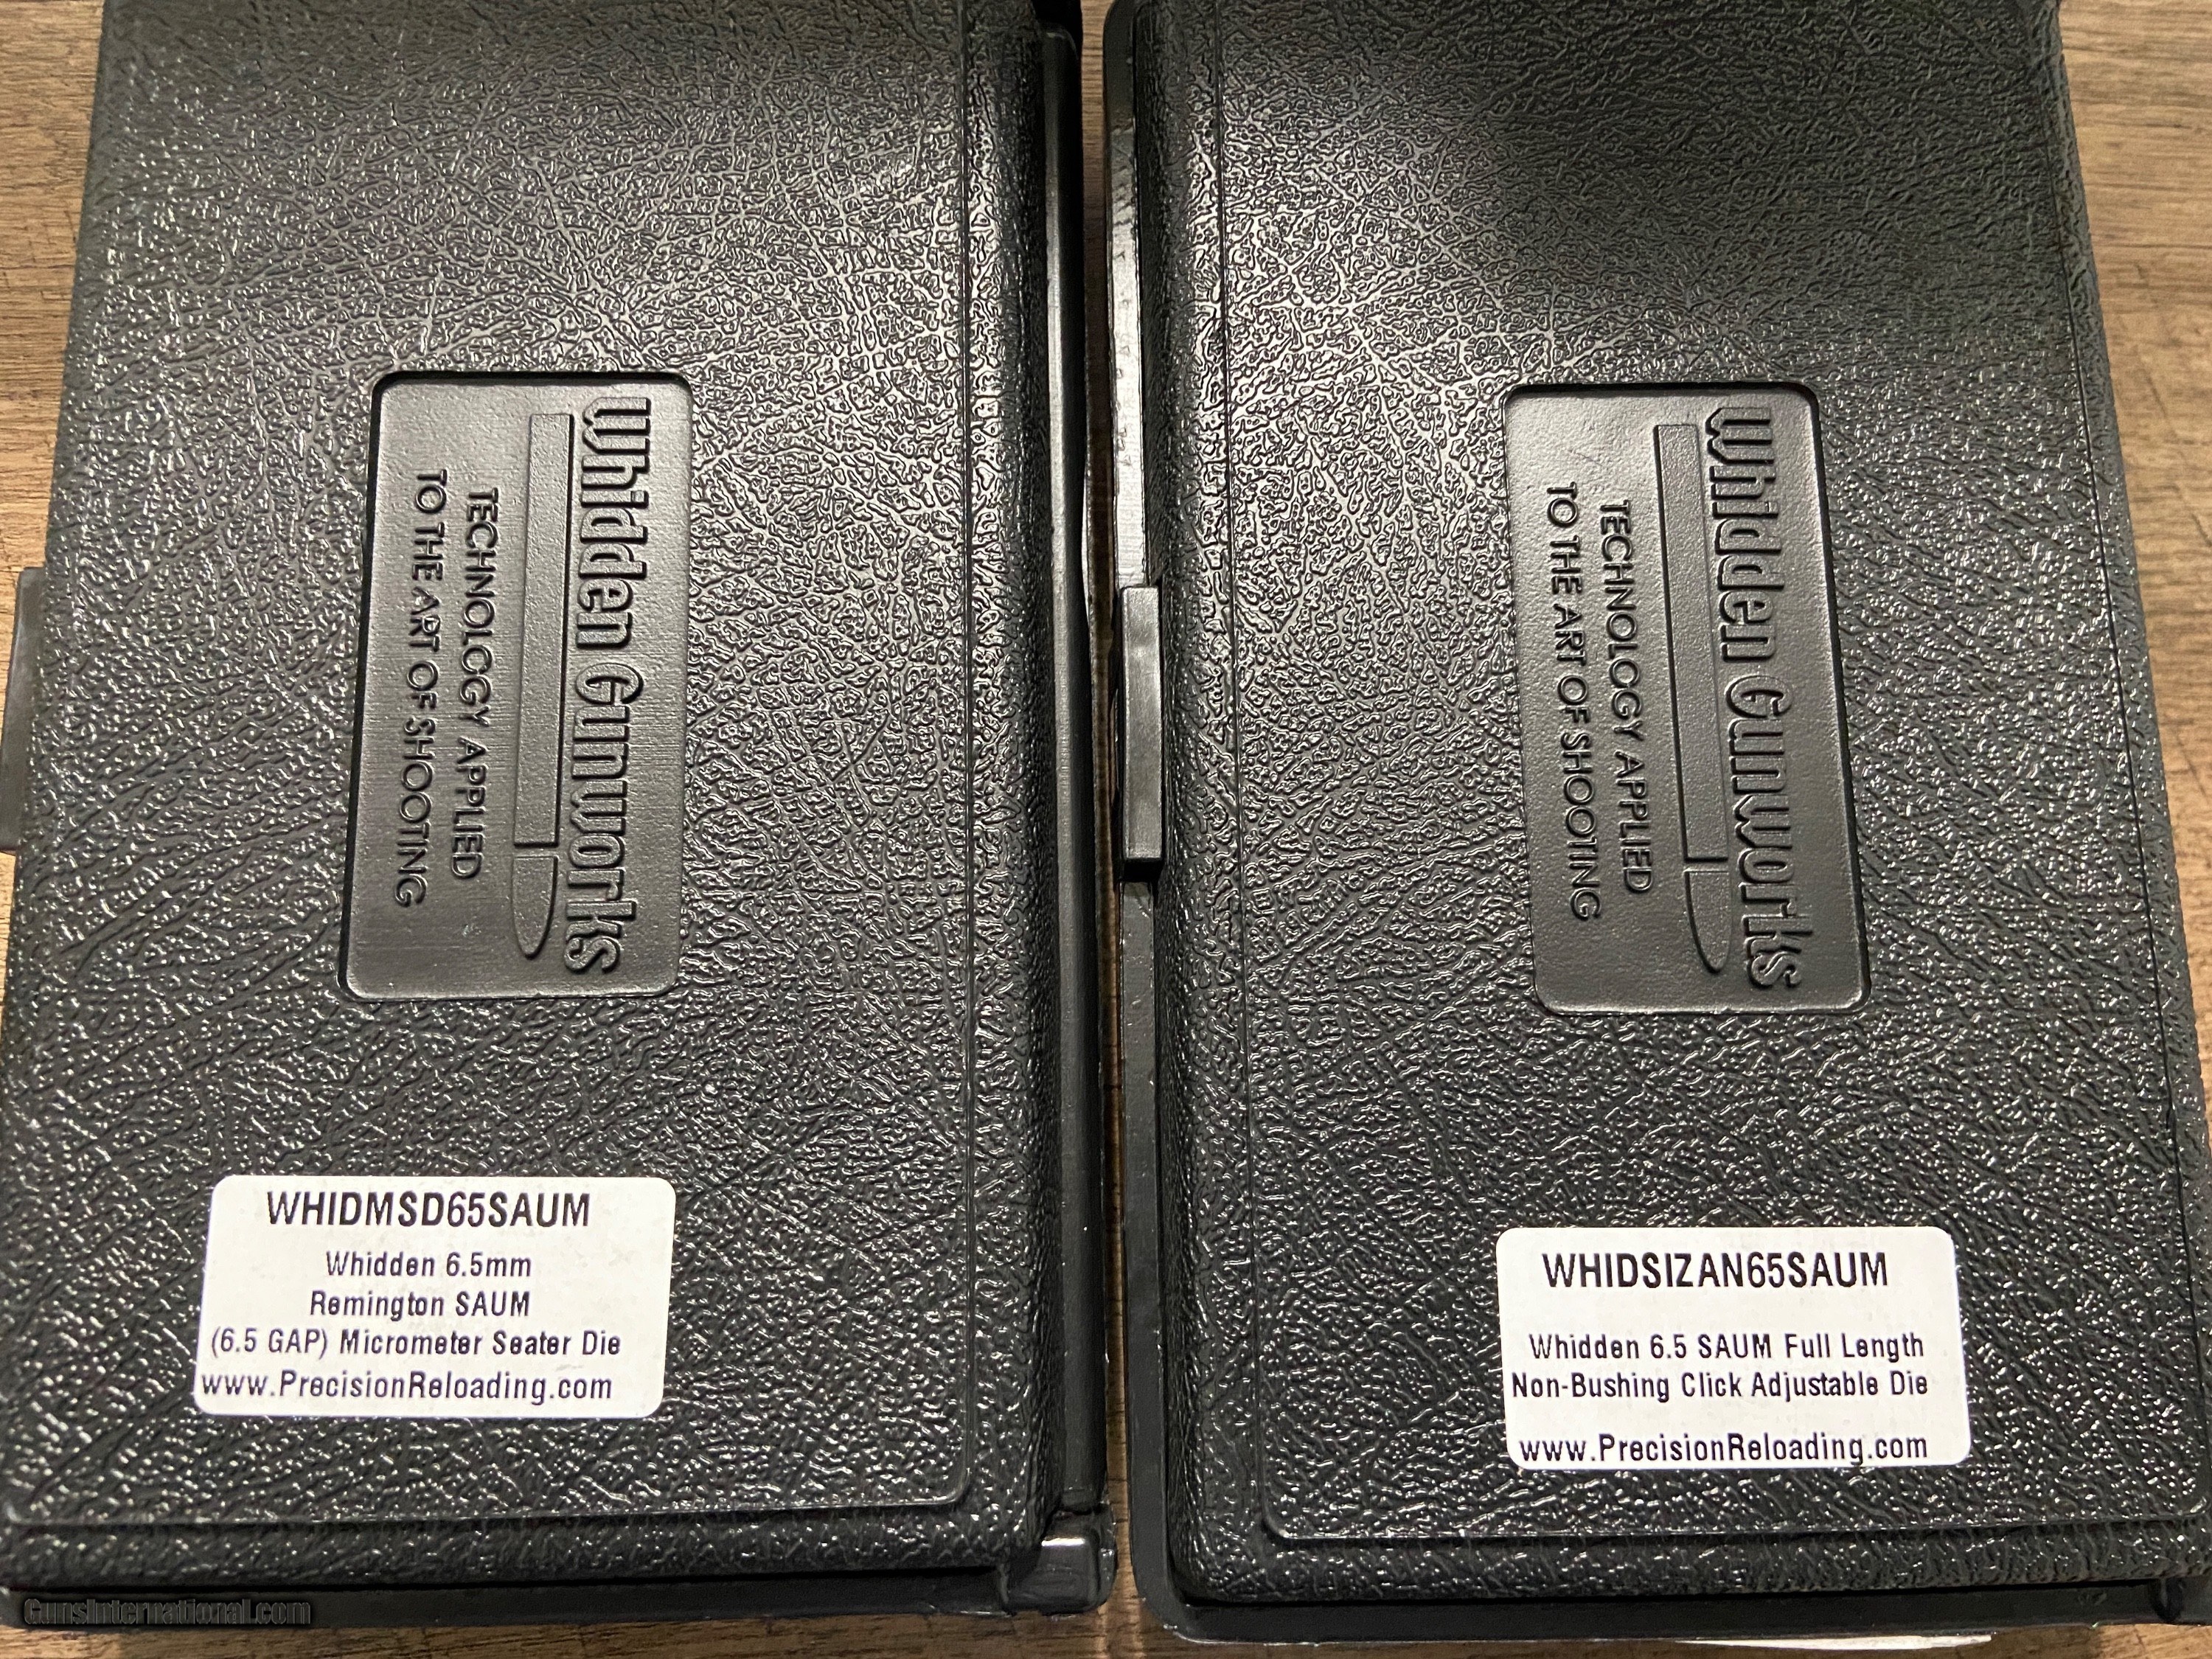 Whidden Gunworks
TECHNOLOGY APPLIED
TO THE ART OF SHOOTING
WHIDMSD65SAUM
Whidden 6.5mm
Remington SAUM
(6.5 GAP) Micrometer Seater Die
www.PrecisionReloading.com
Whidden Gunworks
TECHNOLOGY APPLIED
TO THE ART OF SHOOTING
WHIDSIZAN65SAUM
Whidden 6.5 SAUM Full Length
Non-Bushing Click Adjustable Die
www.PrecisionReloading.com
GunsInternational.com